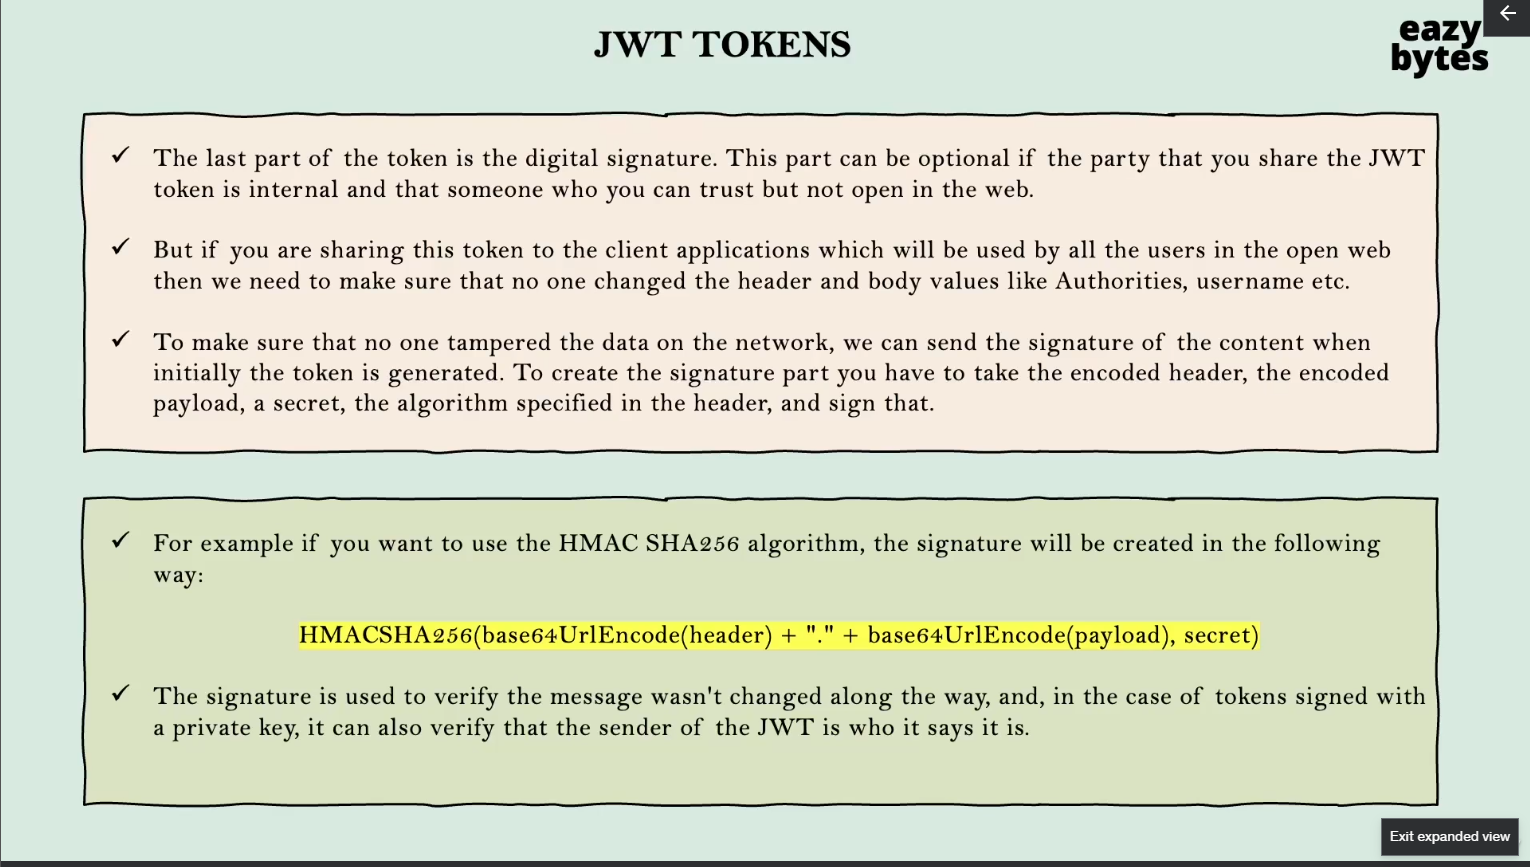 JWT TOKENS
eazy
bytes
✓ The last part of the token is the digital signature. This part can be optional if the party that you share the JWT
token is internal and that someone who you can trust but not open in the web.
✓ But if you are sharing this token to the client applications which will be used by all the users in the open web
then we need to make sure that no one changed the header and body values like Authorities, username etc.
✓ To make sure that no one tampered the data on the network, we can send the signature of the content when
initially the token is generated. To create the signature part you have to take the encoded header, the encoded
payload, a secret, the algorithm specified in the header, and sign that.
✓ For example if you want to use the HMAC SHA256 algorithm, the signature will be created in the following
way:
HMACSHA256(base64UrlEncode(header) + "." + base64UrlEncode(payload), secret)
✓ The signature is used to verify the message wasn't changed along the way, and, in the case of tokens signed with
a private key, it can also verify that the sender of the JWT is who it says it is.
Exit expanded view